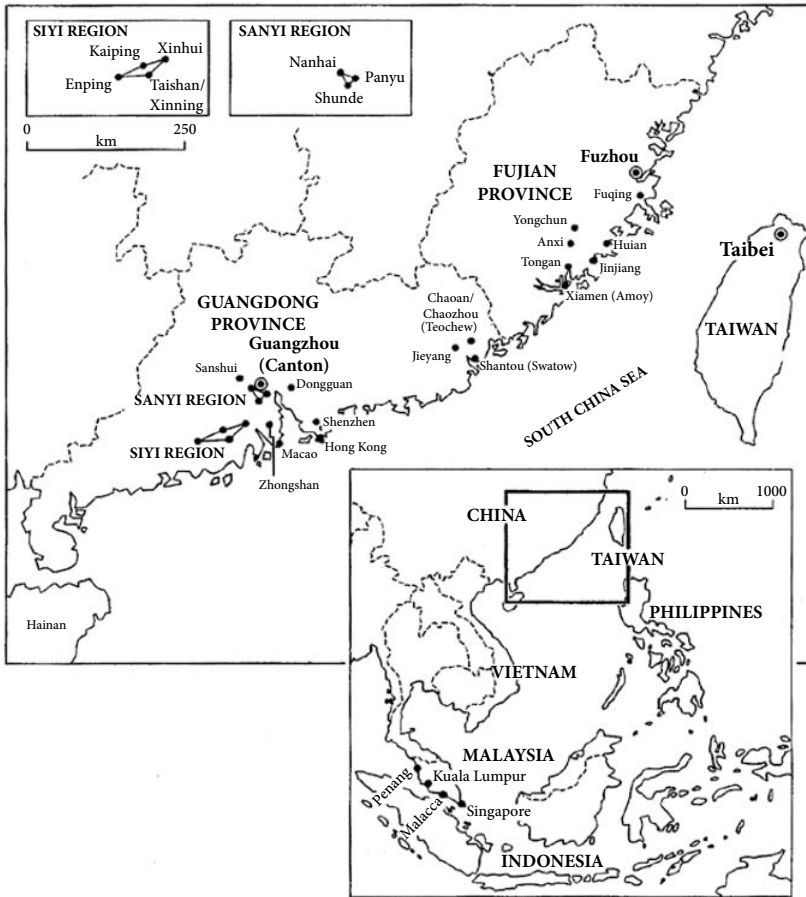 SIYI REGION
Xinhui
Kaiping
Enping
Taishan/
Xinning
SANYI REGION
Nanhai
Panyu
Shunde
0 250
km
Fuzhou
FUJIAN
PROVINCE
Fuqing
Yongchun
Anxi
Huian
Tongan
Jinjiang
Xiamen (Amoy)
Taibei
TAIWAN
Chaoan/
Chaozhou
(Teochew)
Jieyang
Shantou (Swatow)
GUANGDONG
PROVINCE
Guangzhou
(Canton)
Sanshui
Dongguan
SANYI REGION
Shenzhen
SIYI REGION
Hong Kong
Macao
Zhongshan
SOUTH CHINA SEA
Hainan
0 1000
km
CHINA
TAIWAN
PHILIPPINES
VIETNAM
MALAYSIA
Penang
Kuala Lumpur
Malacca
Singapore
INDONESIA